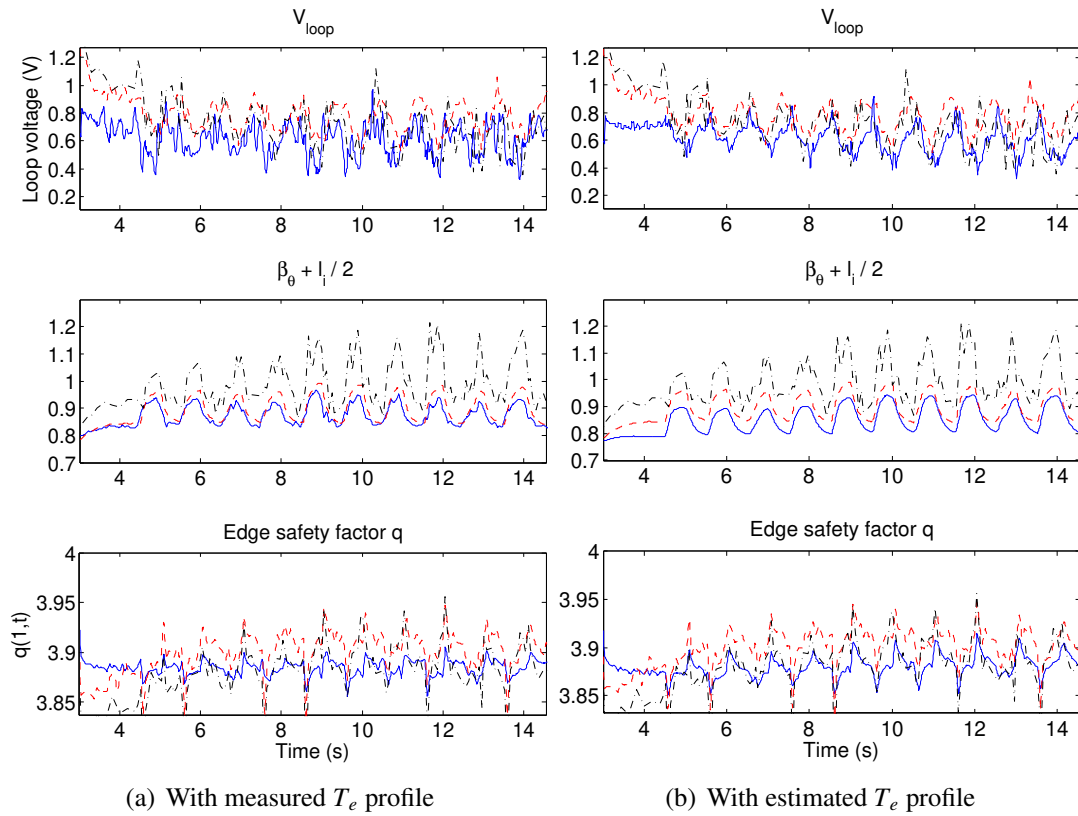 V_loop
Loop voltage (V)
1.2
1
0.8
0.6
0.4
0.2
4 6 8 10 12 14
β_θ + l_i / 2
1.3
1.2
1.1
1
0.9
0.8
0.7
4 6 8 10 12 14
Edge safety factor q
q(1,t)
4
3.95
3.9
3.85
4 6 8 10 12 14
Time (s)
(a) With measured T_e profile
V_loop
1.2
1
0.8
0.6
0.4
0.2
4 6 8 10 12 14
β_θ + l_i / 2
1.3
1.2
1.1
1
0.9
0.8
0.7
4 6 8 10 12 14
Edge safety factor q
4
3.95
3.9
3.85
4 6 8 10 12 14
Time (s)
(b) With estimated T_e profile